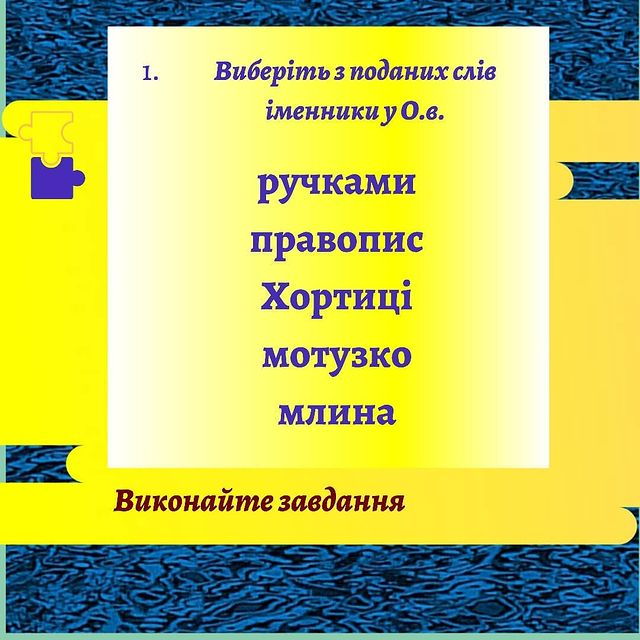 1. Виберіть з поданих слів
іменники у О.в.
ручками
правопис
Хортиці
мотузко
млина
Виконайте завдання